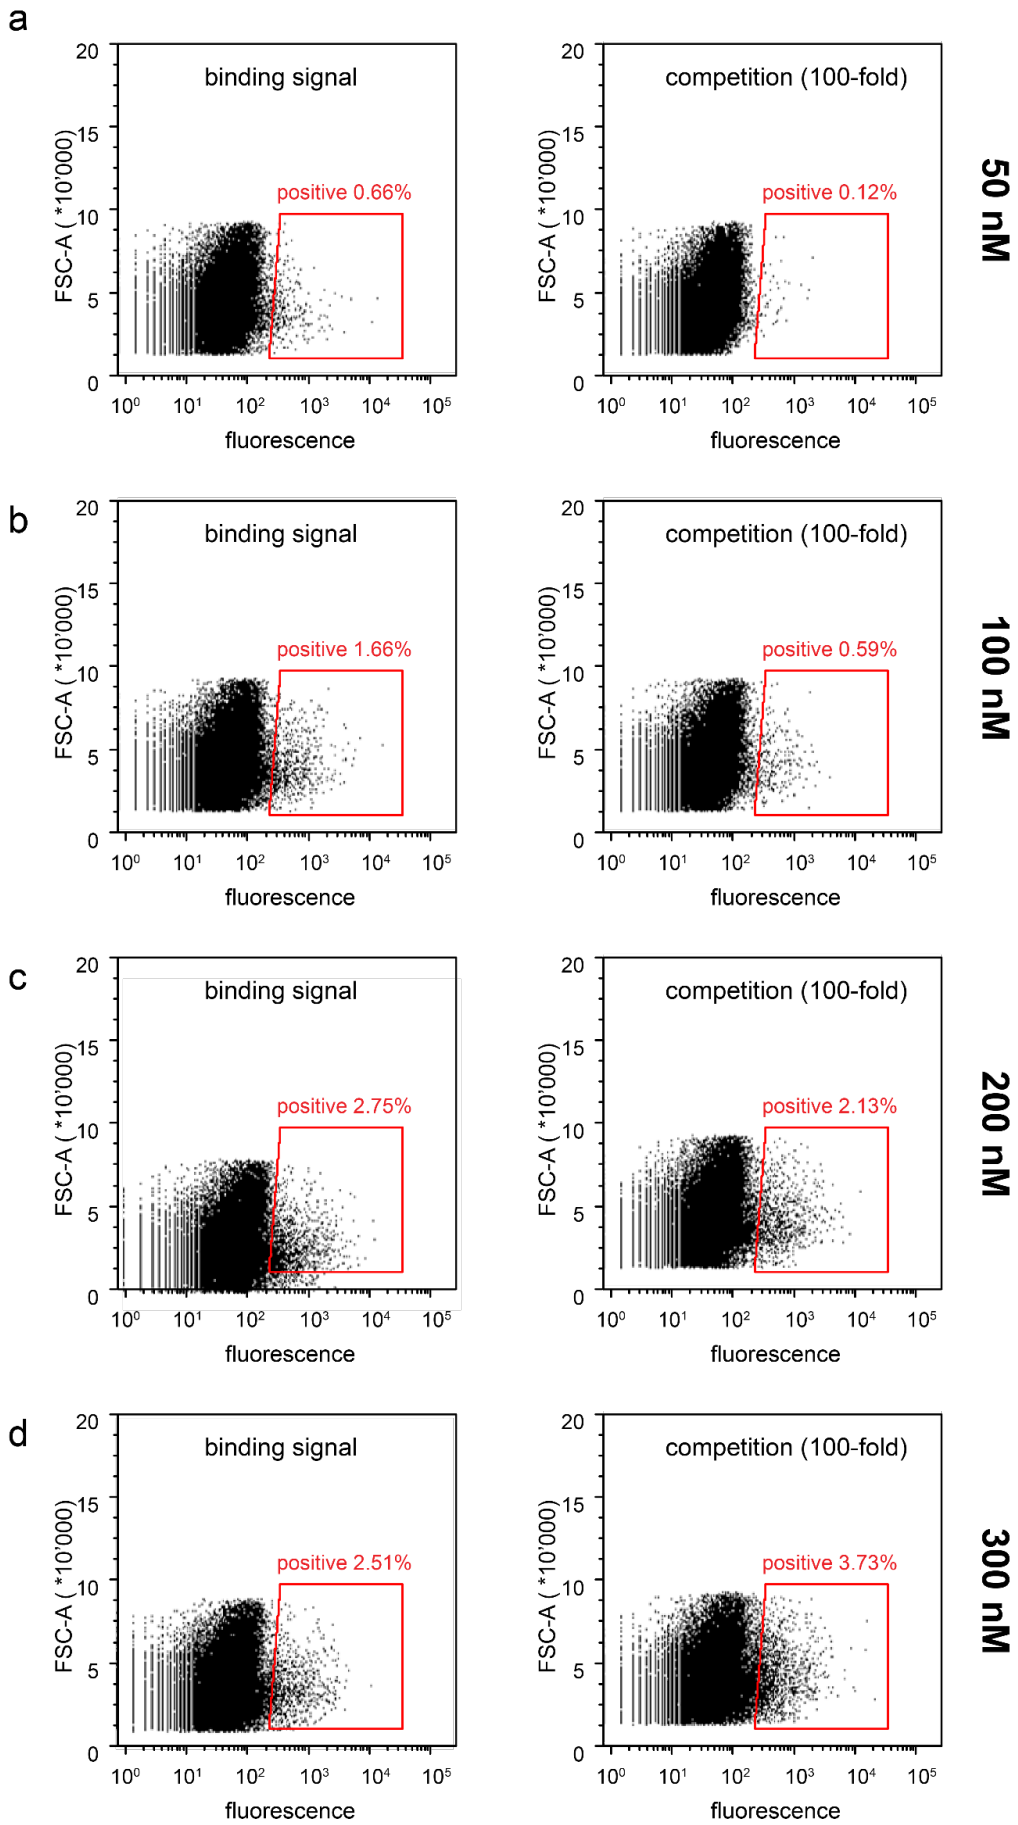 a
binding signal
positive 0.66%
FSC-A ( *10’000)
20
15
10
5
0
10⁰ 10¹ 10² 10³ 10⁴ 10⁵
fluorescence
competition (100-fold)
positive 0.12%
FSC-A ( *10’000)
20
15
10
5
0
10⁰ 10¹ 10² 10³ 10⁴ 10⁵
fluorescence
50 nM
b
binding signal
positive 1.66%
FSC-A ( *10’000)
20
15
10
5
0
10⁰ 10¹ 10² 10³ 10⁴ 10⁵
fluorescence
competition (100-fold)
positive 0.59%
FSC-A ( *10’000)
20
15
10
5
0
10⁰ 10¹ 10² 10³ 10⁴ 10⁵
fluorescence
100 nM
c
binding signal
positive 2.75%
FSC-A ( *10’000)
20
15
10
5
0
10⁰ 10¹ 10² 10³ 10⁴ 10⁵
fluorescence
competition (100-fold)
positive 2.13%
FSC-A ( *10’000)
20
15
10
5
0
10⁰ 10¹ 10² 10³ 10⁴ 10⁵
fluorescence
200 nM
d
binding signal
positive 2.51%
FSC-A ( *10’000)
20
15
10
5
0
10⁰ 10¹ 10² 10³ 10⁴ 10⁵
fluorescence
competition (100-fold)
positive 3.73%
FSC-A ( *10’000)
20
15
10
5
0
10⁰ 10¹ 10² 10³ 10⁴ 10⁵
fluorescence
300 nM